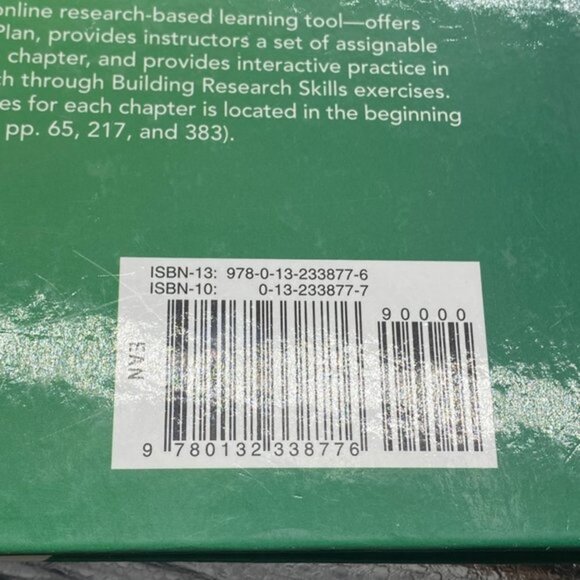 online research-based learning tool—offers
Plan, provides instructors a set of assignable
chapter, and provides interactive practice in
through Building Research Skills exercises.
for each chapter is located in the beginning
pp. 65, 217, and 383).
ISBN-13: 978-0-13-233877-6
ISBN-10: 0-13-233877-7
90000
EAN
9 780132 338776